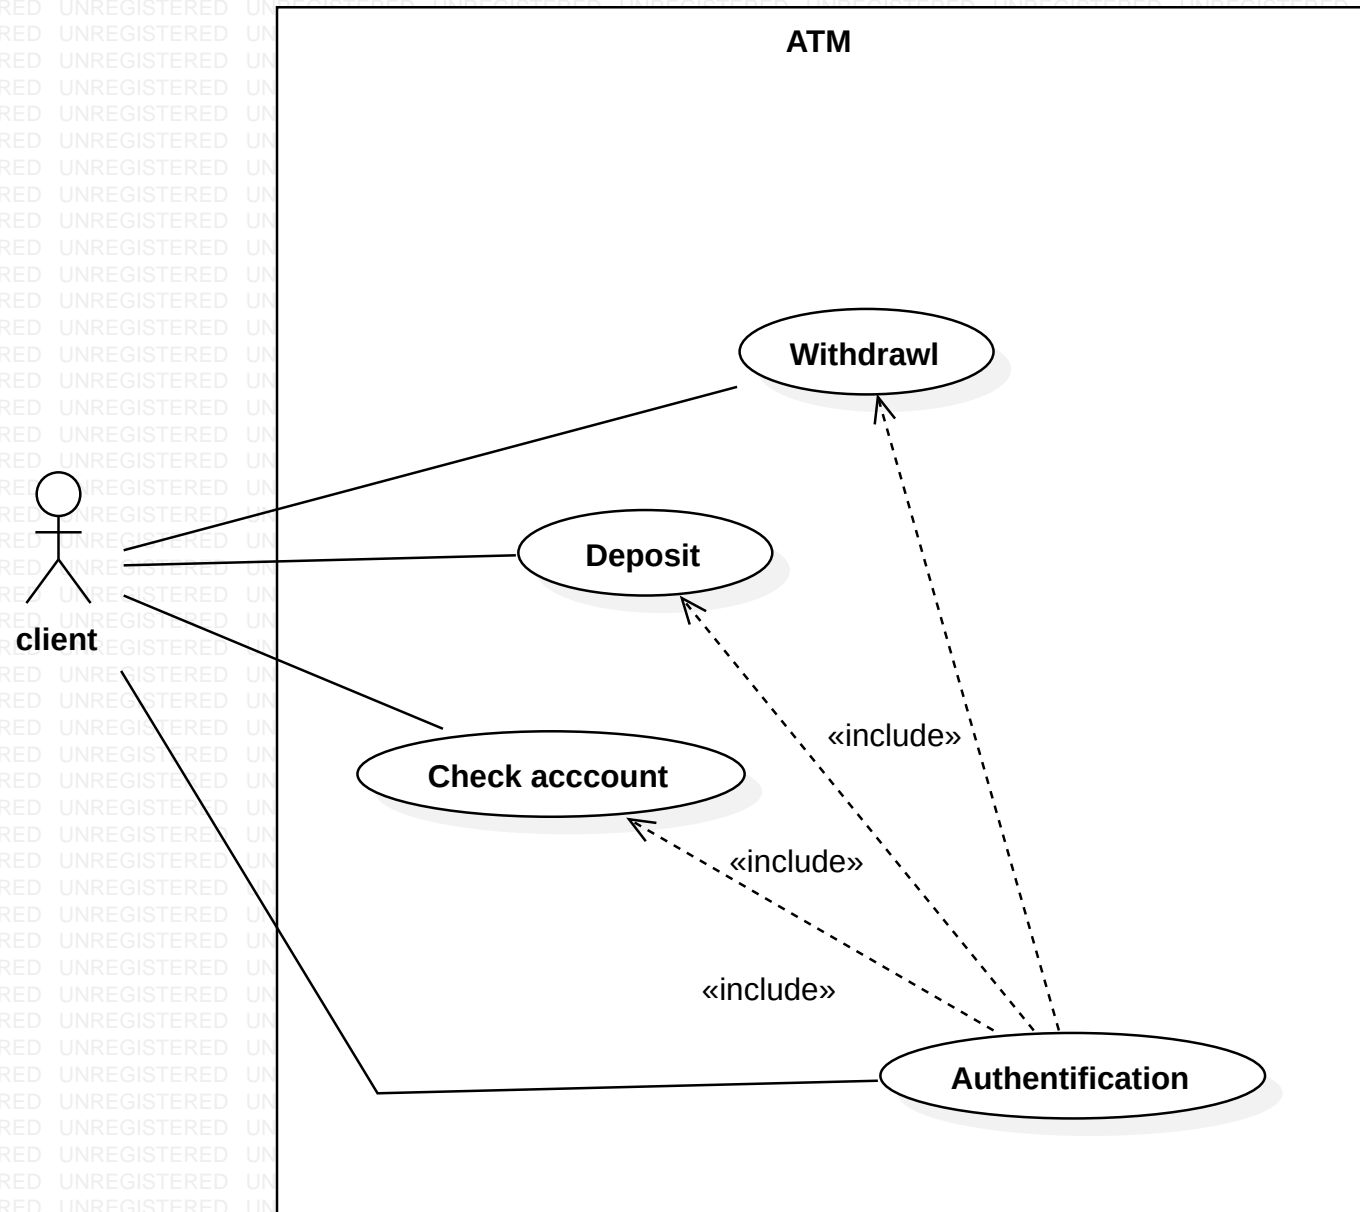 ATM
Withdrawl
Deposit
client
«include»
Check acccount
«include»
«include»
Authentification
UNREGISTERED